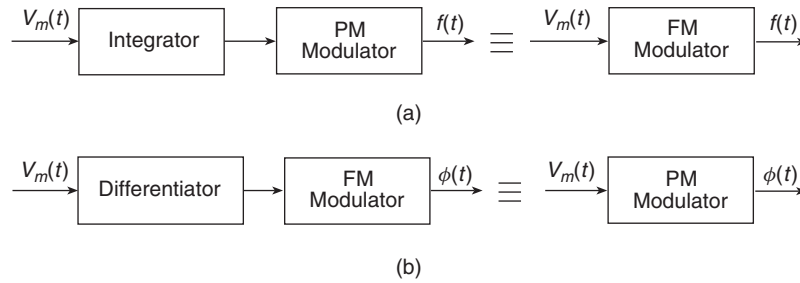 V_m(t) Integrator PM Modulator f(t) ≡ V_m(t) FM Modulator f(t)
(a)
V_m(t) Differentiator FM Modulator ϕ(t) ≡ V_m(t) PM Modulator ϕ(t)
(b)